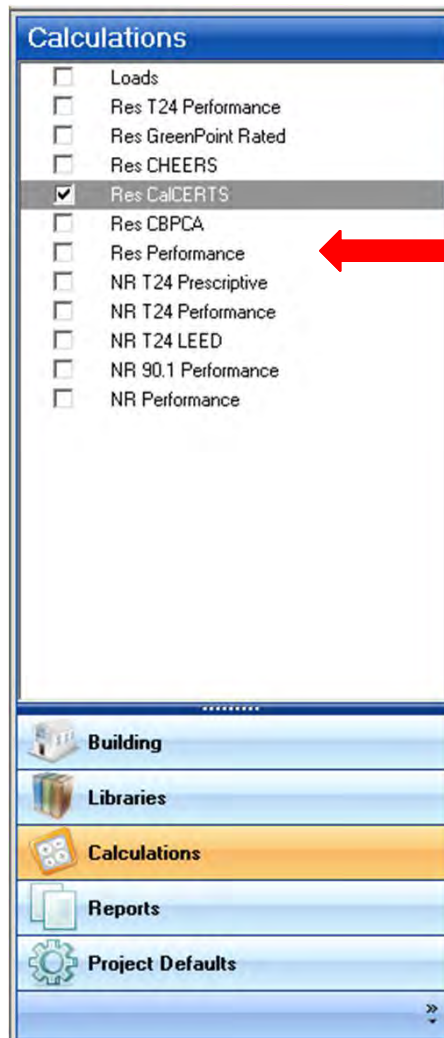 Calculations
Loads
Res T24 Performance
Res GreenPoint Rated
Res CHEERS
Res CalCERTS
Res CBPCA
Res Performance
NR T24 Prescriptive
NR T24 Performance
NR T24 LEED
NR 90.1 Performance
NR Performance
Building
Libraries
Calculations
Reports
Project Defaults